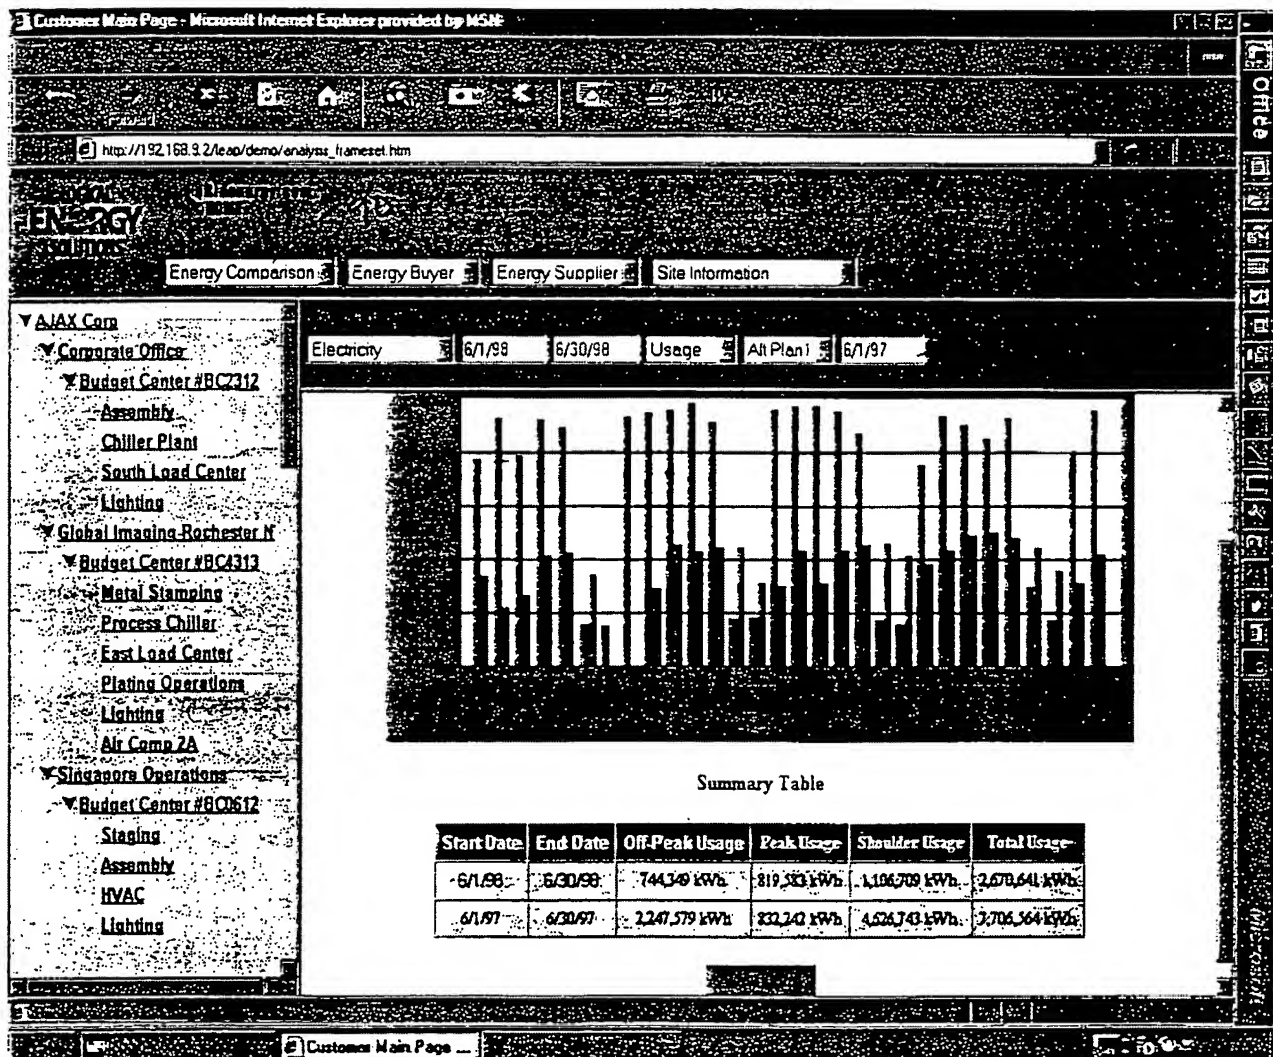 Customer Main Page - Microsoft Internet Explorer provided by MSN
msn
Office
http://192.168.9.2/leap/demo/analysis_frameset.htm
ENERGY
SOLUTIONS
Energy Comparison Energy Buyer Energy Supplier Site Information
AJAX Corp
Corporate Office
Budget Center #BC2312
Assembly
Chiller Plant
South Load Center
Lighting
Global Imaging-Rochester N
Budget Center #BC4313
Metal Stamping
Process Chiller
East Load Center
Plating Operations
Lighting
Air Comp 2A
Singapore Operations
Budget Center #BC0612
Staging
Assembly
HVAC
Lighting
Electricity 6/1/98 6/30/98 Usage Alt Plan1 6/1/97
Summary Table
Start Date End Date Off-Peak Usage Peak Usage Shoulder Usage Total Usage
6/1/98 6/30/98 744,349 kWh 819,583 kWh 1,106,709 kWh 2,670,641 kWh
6/1/97 6/30/97 2,247,579 kWh 832,242 kWh 4,626,743 kWh 7,706,564 kWh
Microsoft
Customer Main Page ...